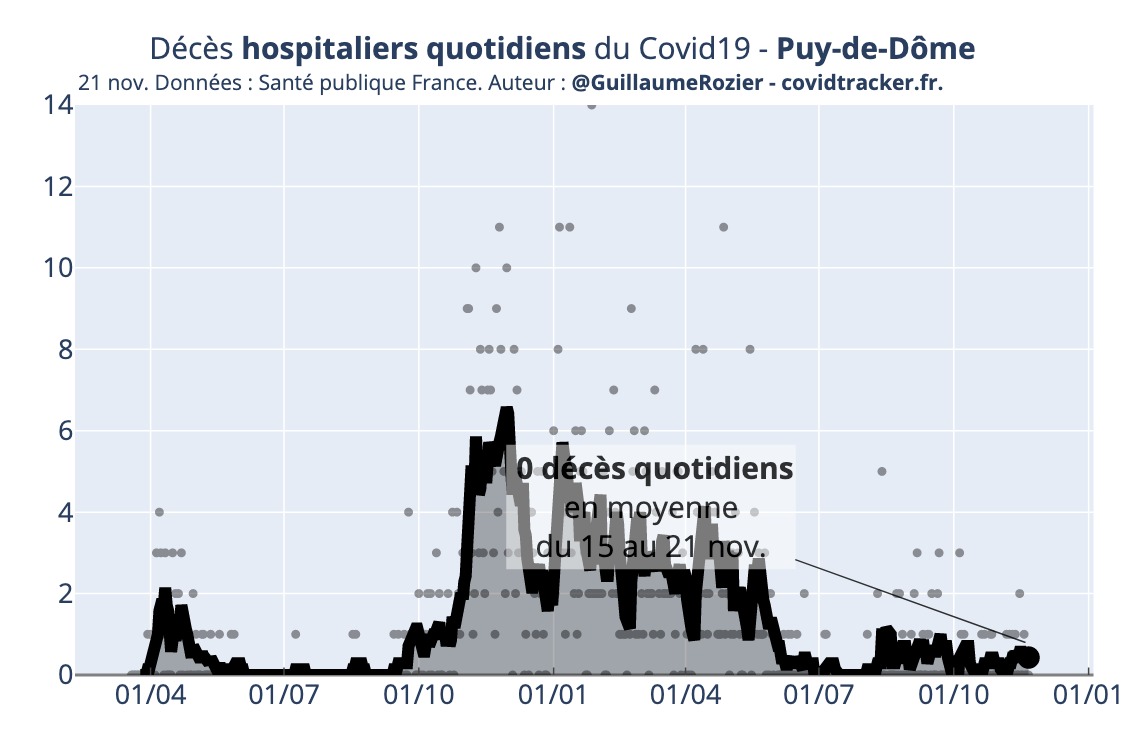 Décès hospitaliers quotidiens du Covid19 - Puy-de-Dôme
21 nov. Données : Santé publique France. Auteur : @GuillaumeRozier - covidtracker.fr.
14
12
10
8
6
4
2
0
0 décès quotidiens
en moyenne
du 15 au 21 nov.
01/04 01/07 01/10 01/01 01/04 01/07 01/10 01/01